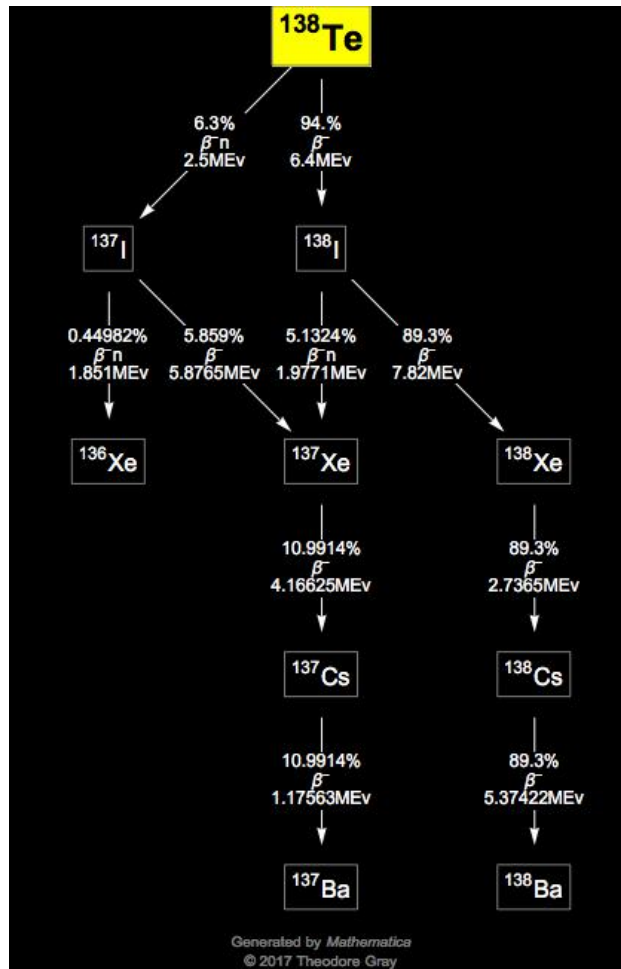 138Te
6.3%
β⁻n
2.5MEv
94.%
β⁻
6.4MEv
137I
138I
0.44982%
β⁻n
1.851MEv
5.859%
β⁻
5.8765MEv
5.1324%
β⁻n
1.9771MEv
89.3%
β⁻
7.82MEv
136Xe
137Xe
138Xe
10.9914%
β⁻
4.16625MEv
89.3%
β⁻
2.7365MEv
137Cs
138Cs
10.9914%
β⁻
1.17563MEv
89.3%
β⁻
5.37422MEv
137Ba
138Ba
Generated by Mathematica
© 2017 Theodore Gray